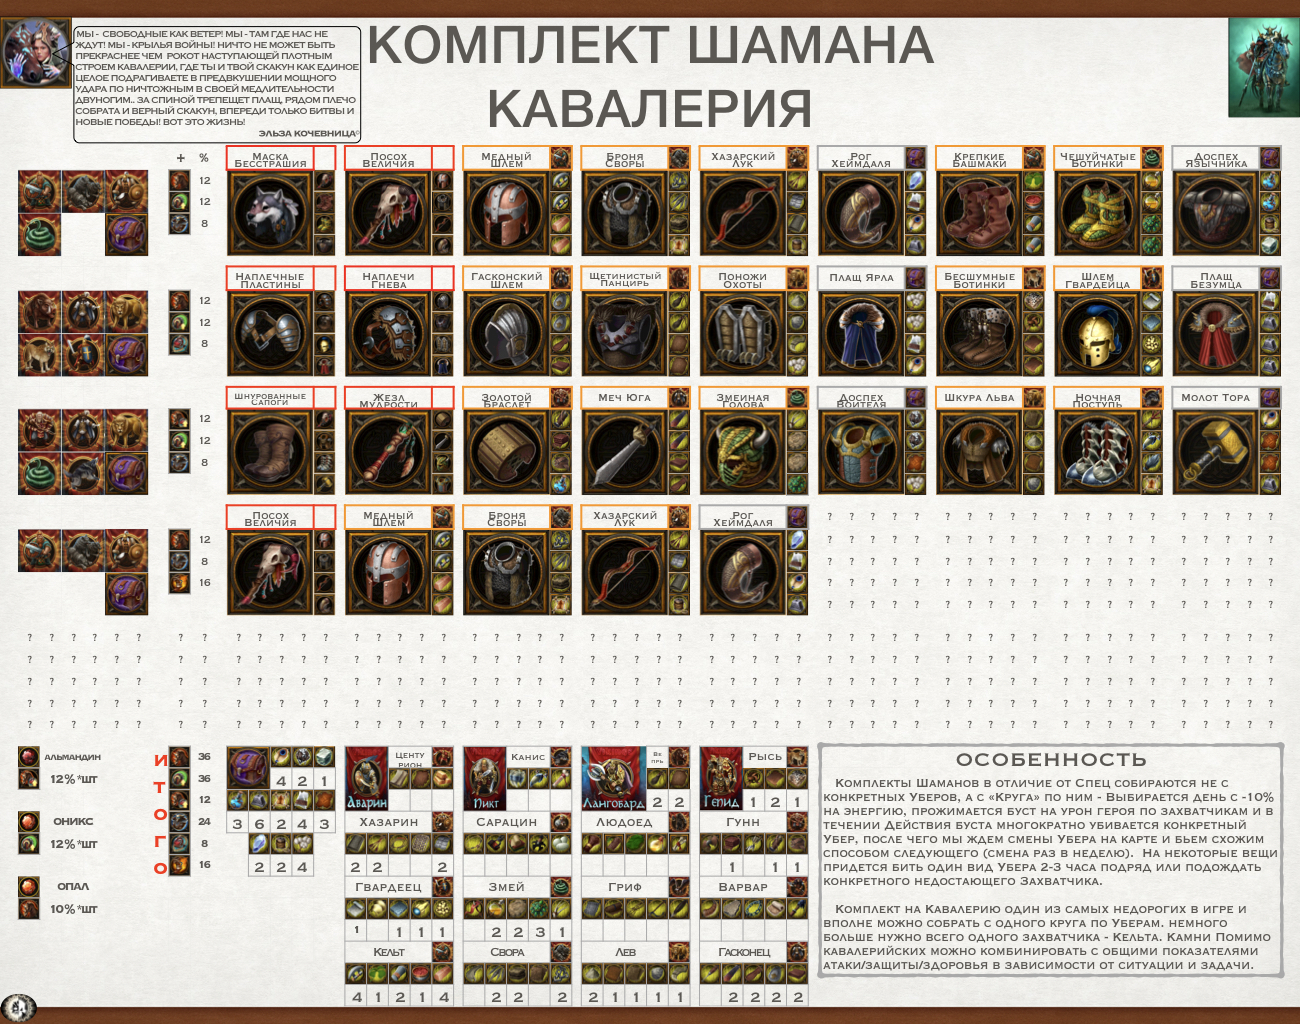 МЫ - СВОБОДНЫЕ КАК ВЕТЕР! МЫ - ТАМ ГДЕ НАС НЕ
ЖДУТ! МЫ - КРЫЛЬЯ ВОЙНЫ! НИЧТО НЕ МОЖЕТ БЫТЬ
ПРЕКРАСНЕЕ ЧЕМ РОКОТ НАСТУПАЮЩЕЙ ПЛОТНЫМ
СТРОЕМ КАВАЛЕРИИ, ГДЕ ТЫ И ТВОЙ СКАКУН КАК ЕДИНОЕ
ЦЕЛОЕ ПОДРАГИВАЕТЕ В ПРЕДВКУШЕНИИ МОЩНОГО
УДАРА ПО НИЧТОЖНЫМ В СВОЕЙ МЕДЛИТЕЛЬНОСТИ
ДВУНОГИМ.. ЗА СПИНОЙ ТРЕПЕЩЕТ ПЛАЩ, РЯДОМ ПЛЕЧО
СОБРАТА И ВЕРНЫЙ СКАКУН, ВПЕРЕДИ ТОЛЬКО БИТВЫ И
НОВЫЕ ПОБЕДЫ! ВОТ ЭТО ЖИЗНЬ!
ЭЛЬЗА КОЧЕВНИЦА©
КОМПЛЕКТ ШАМАНА
КАВАЛЕРИЯ
+ %
12
12
8
МАСКА БЕССТРАШИЯ
ПОСОХ ВЕЛИЧИЯ
МЕДНЫЙ ШЛЕМ
БРОНЯ СВОРЫ
ХАЗАРСКИЙ ЛУК
РОГ ХЕЙМДАЛЯ
КРЕПКИЕ БАШМАКИ
ЧЕШУЙЧАТЫЕ БОТИНКИ
ДОСПЕХ ЯЗЫЧНИКА
12
12
8
НАПЛЕЧНЫЕ ПЛАСТИНЫ
НАПЛЕЧИ ГНЕВА
ГАСКОНСКИЙ ШЛЕМ
ЩЕТИНИСТЫЙ ПАНЦИРЬ
ПОНОЖИ ОХОТЫ
ПЛАЩ ЯРЛА
БЕСШУМНЫЕ БОТИНКИ
ШЛЕМ ГВАРДЕЙЦА
ПЛАЩ БЕЗУМЦА
12
12
8
ШНУРОВАННЫЕ САПОГИ
ЖЕЗЛ МУДРОСТИ
ЗОЛОТОЙ БРАСЛЕТ
МЕЧ ЮГА
ЗМЕИНАЯ ГОЛОВА
ДОСПЕХ ВОИТЕЛЯ
ШКУРА ЛЬВА
НОЧНАЯ ПОСТУПЬ
МОЛОТ ТОРА
12
8
16
ПОСОХ ВЕЛИЧИЯ
МЕДНЫЙ ШЛЕМ
БРОНЯ СВОРЫ
ХАЗАРСКИЙ ЛУК
РОГ ХЕЙМДАЛЯ
? ? ? ? ? ? ? ? ? ? ? ? ? ? ? ? ? ? ? ?
? ? ? ? ? ? ? ? ? ? ? ? ? ? ? ? ? ? ? ?
? ? ? ? ? ? ? ? ? ? ? ? ? ? ? ? ? ? ? ?
? ? ? ? ? ? ? ? ? ? ? ? ? ? ? ? ? ? ? ?
? ? ? ? ? ? ? ? ? ? ? ? ? ? ? ? ? ? ? ?
? ? ? ? ? ? ? ? ? ? ? ? ? ? ? ? ? ? ? ? ? ? ? ? ? ? ? ? ? ? ? ? ? ? ? ? ? ? ? ? ? ? ? ? ? ? ? ? ? ? ? ? ?
? ? ? ? ? ? ? ? ? ? ? ? ? ? ? ? ? ? ? ? ? ? ? ? ? ? ? ? ? ? ? ? ? ? ? ? ? ? ? ? ? ? ? ? ? ? ? ? ? ? ? ? ?
? ? ? ? ? ? ? ? ? ? ? ? ? ? ? ? ? ? ? ? ? ? ? ? ? ? ? ? ? ? ? ? ? ? ? ? ? ? ? ? ? ? ? ? ? ? ? ? ? ? ? ? ?
? ? ? ? ? ? ? ? ? ? ? ? ? ? ? ? ? ? ? ? ? ? ? ? ? ? ? ? ? ? ? ? ? ? ? ? ? ? ? ? ? ? ? ? ? ? ? ? ? ? ? ? ?
? ? ? ? ? ? ? ? ? ? ? ? ? ? ? ? ? ? ? ? ? ? ? ? ? ? ? ? ? ? ? ? ? ? ? ? ? ? ? ? ? ? ? ? ? ? ? ? ? ? ? ? ?
АЛЬМАНДИН
12%*ШТ
ОНИКС
12%*ШТ
ОПАЛ
10%*ШТ
ИТОГО
36
36
12
24
8
16
4 2 1
3 6 2 4 3
2 2 4
Аварин
ЦЕНТУРИОН
Пикт
КАНИС
Лангобард
ВЕПРЬ
2 2
Гепид
РЫСЬ
1 2 1
ХАЗАРИН
2 2 2
САРАЦИН
ЛЮДОЕД
ГУНН
1 1 1
ГВАРДЕЕЦ
1 1 1 1
ЗМЕЙ
2 2 3 1
ГРИФ
ВАРВАР
КЕЛЬТ
4 1 2 1 4
СВОРА
2 2 2
ЛЕВ
2 1 1 1 1
ГАСКОНЕЦ
2 2 2 2
ОСОБЕННОСТЬ
КОМПЛЕКТЫ ШАМАНОВ В ОТЛИЧИЕ ОТ СПЕЦ СОБИРАЮТСЯ НЕ С
КОНКРЕТНЫХ УБЕРОВ, А С «КРУГА» ПО НИМ - ВЫБИРАЕТСЯ ДЕНЬ С -10%
НА ЭНЕРГИЮ, ПРОЖИМАЕТСЯ БУСТ НА УРОН ГЕРОЯ ПО ЗАХВАТЧИКАМ И В
ТЕЧЕНИИ ДЕЙСТВИЯ БУСТА МНОГОКРАТНО УБИВАЕТСЯ КОНКРЕТНЫЙ
УБЕР, ПОСЛЕ ЧЕГО МЫ ЖДЕМ СМЕНЫ УБЕРА НА КАРТЕ И БЬЕМ СХОЖИМ
СПОСОБОМ СЛЕДУЮЩЕГО (СМЕНА РАЗ В НЕДЕЛЮ). НА НЕКОТОРЫЕ ВЕЩИ
ПРИДЕТСЯ БИТЬ ОДИН ВИД УБЕРА 2-3 ЧАСА ПОДРЯД ИЛИ ПОДОЖДАТЬ
КОНКРЕТНОГО НЕДОСТАЮЩЕГО ЗАХВАТЧИКА.
КОМПЛЕКТ НА КАВАЛЕРИЮ ОДИН ИЗ САМЫХ НЕДОРОГИХ В ИГРЕ И
ВПОЛНЕ МОЖНО СОБРАТЬ С ОДНОГО КРУГА ПО УБЕРАМ. НЕМНОГО
БОЛЬШЕ НУЖНО ВСЕГО ОДНОГО ЗАХВАТЧИКА - КЕЛЬТА. КАМНИ ПОМИМО
КАВАЛЕРИЙСКИХ МОЖНО КОМБИНИРОВАТЬ С ОБЩИМИ ПОКАЗАТЕЛЯМИ
АТАКИ/ЗАЩИТЫ/ЗДОРОВЬЯ В ЗАВИСИМОСТИ ОТ СИТУАЦИИ И ЗАДАЧИ.